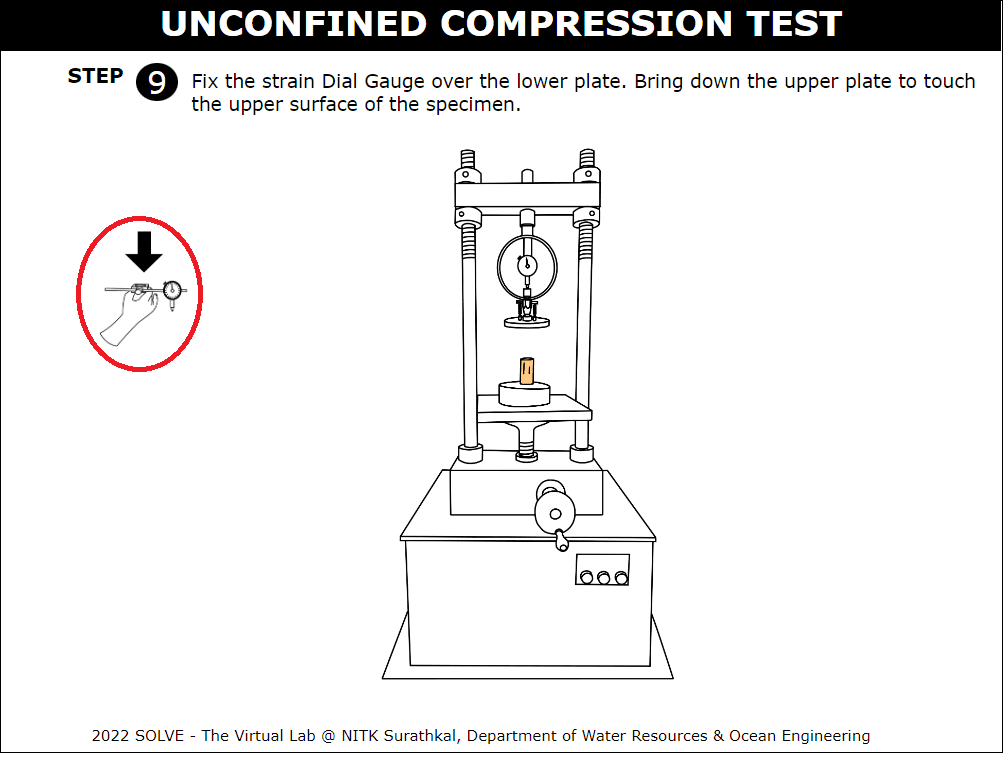 UNCONFINED COMPRESSION TEST
STEP 9 Fix the strain Dial Gauge over the lower plate. Bring down the upper plate to touch
the upper surface of the specimen.
2022 SOLVE - The Virtual Lab @ NITK Surathkal, Department of Water Resources & Ocean Engineering